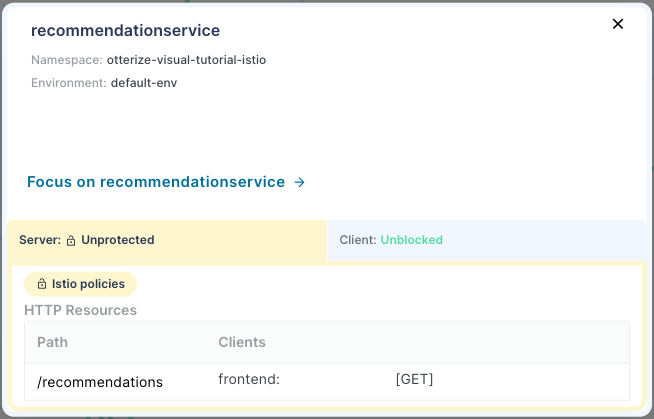 recommendationservice
Namespace: otterize-visual-tutorial-istio
Environment: default-env
Focus on recommendationservice →
Server: Unprotected
Client: Unblocked
Istio policies
HTTP Resources
Path Clients
/recommendations frontend: [GET]